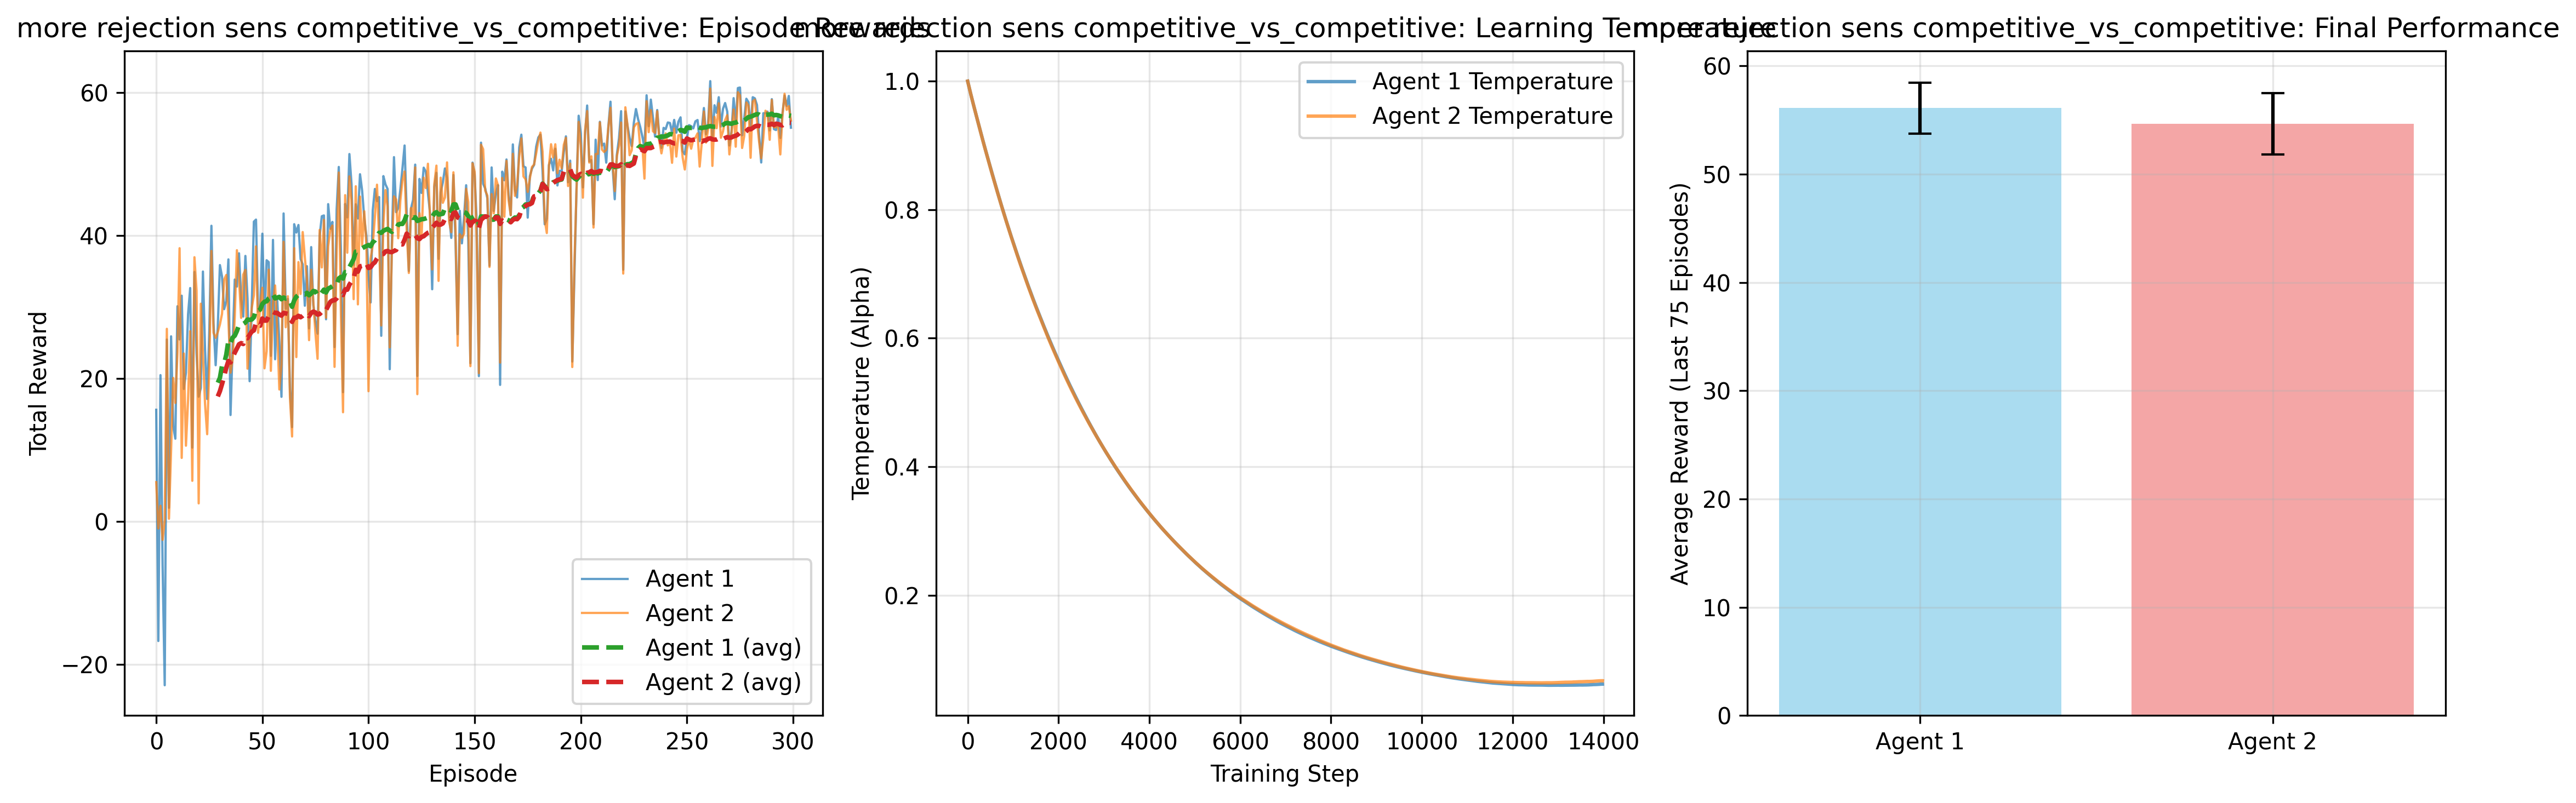 more rejection sens competitive_vs_competitive: Episode Rewards
Total Reward
60
40
20
0
−20
0
50
100
150
200
250
300
Episode
Agent 1
Agent 2
Agent 1 (avg)
Agent 2 (avg)
more rejection sens competitive_vs_competitive: Learning Temperature
Temperature (Alpha)
1.0
0.8
0.6
0.4
0.2
0
2000
4000
6000
8000
10000
12000
14000
Training Step
Agent 1 Temperature
Agent 2 Temperature
more rejection sens competitive_vs_competitive: Final Performance
Average Reward (Last 75 Episodes)
60
50
40
30
20
10
0
Agent 1
Agent 2